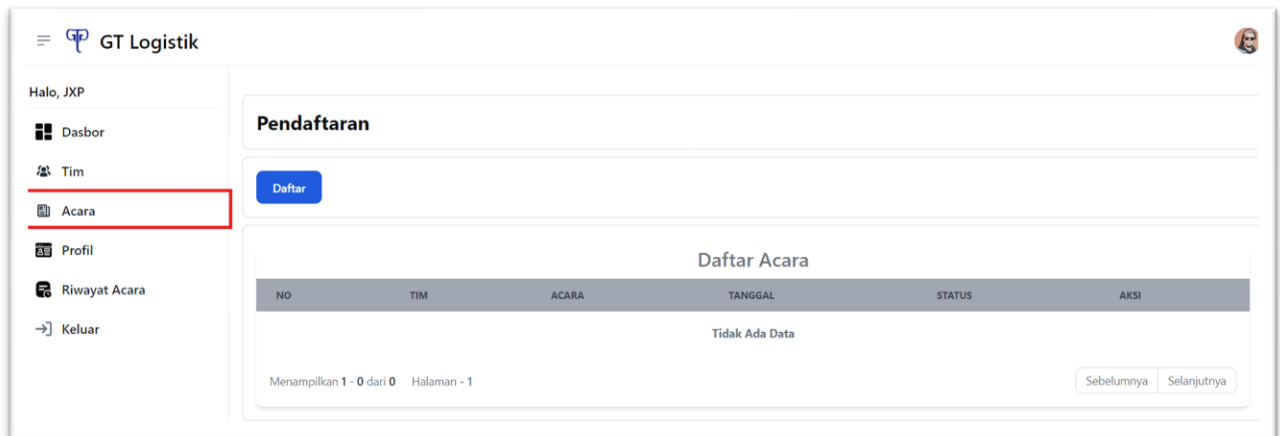 GT Logistik
Halo, JXP
Dasbor
Tim
Acara
Profil
Riwayat Acara
Keluar
Pendaftaran
Daftar
Daftar Acara
NO TIM ACARA TANGGAL STATUS AKSI
Tidak Ada Data
Menampilkan 1 - 0 dari 0 Halaman - 1
Sebelumnya Selanjutnya